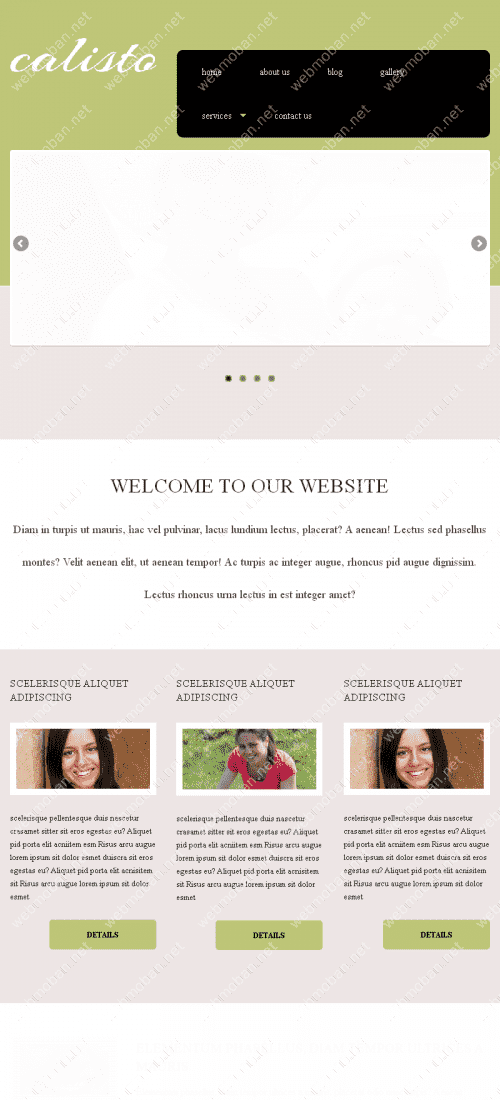 calisto
home about us blog gallery
services contact us
WELCOME TO OUR WEBSITE
Diam in turpis ut mauris, hac vel pulvinar, lacus lundium lectus, placerat? A aenean! Lectus sed phasellus
montes? Velit aenean elit, ut aenean tempor! Ac turpis ac integer augue, rhoncus pid augue dignissim.
Lectus rhoncus urna lectus in est integer amet?
SCELERISQUE ALIQUET
ADIPISCING
scelerisque pellentesque duis nascetur
crasamet sitter sit eros egestas eu? Aliquet
pid porta elit acniitem esm Risus arcu augue
lorem ipsum sit dolor esmet duiscra sit eros
egestas eu? Aliquet pid porta elit acnisitem
sit Risus arcu augue lorem ipsum sit dolor
esmet
DETAILS
SCELERISQUE ALIQUET
ADIPISCING
scelerisque pellentesque duis nascetur
crasamet sitter sit eros egestas eu? Aliquet
pid porta elit acniitem esm Risus arcu augue
lorem ipsum sit dolor esmet duiscra sit eros
egestas eu? Aliquet pid porta elit acnisitem
sit Risus arcu augue lorem ipsum sit dolor
esmet
DETAILS
SCELERISQUE ALIQUET
ADIPISCING
scelerisque pellentesque duis nascetur
crasamet sitter sit eros egestas eu? Aliquet
pid porta elit acniitem esm Risus arcu augue
lorem ipsum sit dolor esmet duiscra sit eros
egestas eu? Aliquet pid porta elit acnisitem
sit Risus arcu augue lorem ipsum sit dolor
esmet
DETAILS
webmoban.net